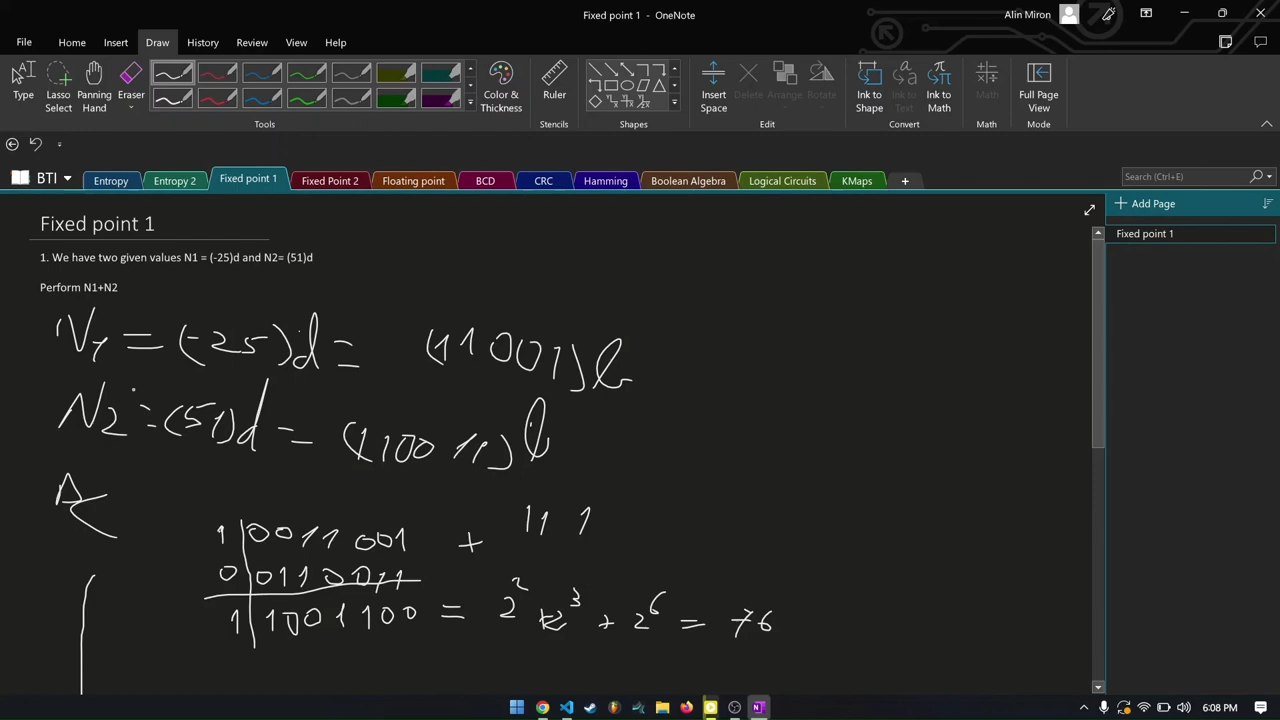 Fixed point 1 - OneNote
Alin Miron
File Home Insert Draw History Review View Help
Type
Lasso Select
Panning Hand
Eraser
Color & Thickness
Ruler
Insert Space
Delete
Arrange
Rotate
Ink to Shape
Ink to Text
Ink to Math
Math
Full Page View
Tools Stencils Shapes Edit Convert Math Mode
BTI Entropy Entropy 2 Fixed point 1 Fixed Point 2 Floating point BCD CRC Hamming Boolean Algebra Logical Circuits KMaps
Search (Ctrl+E)
Add Page
Fixed point 1
Fixed point 1
1. We have two given values N1 = (-25)d and N2= (51)d
Perform N1+N2
N1 = (-25)d = (11001)b
N2 = (51)d = (110011)b
1 0011001 + 11 1
0 0110011
1 1001100 = 2^2 + 2^3 + 2^6 = 76
6:08 PM